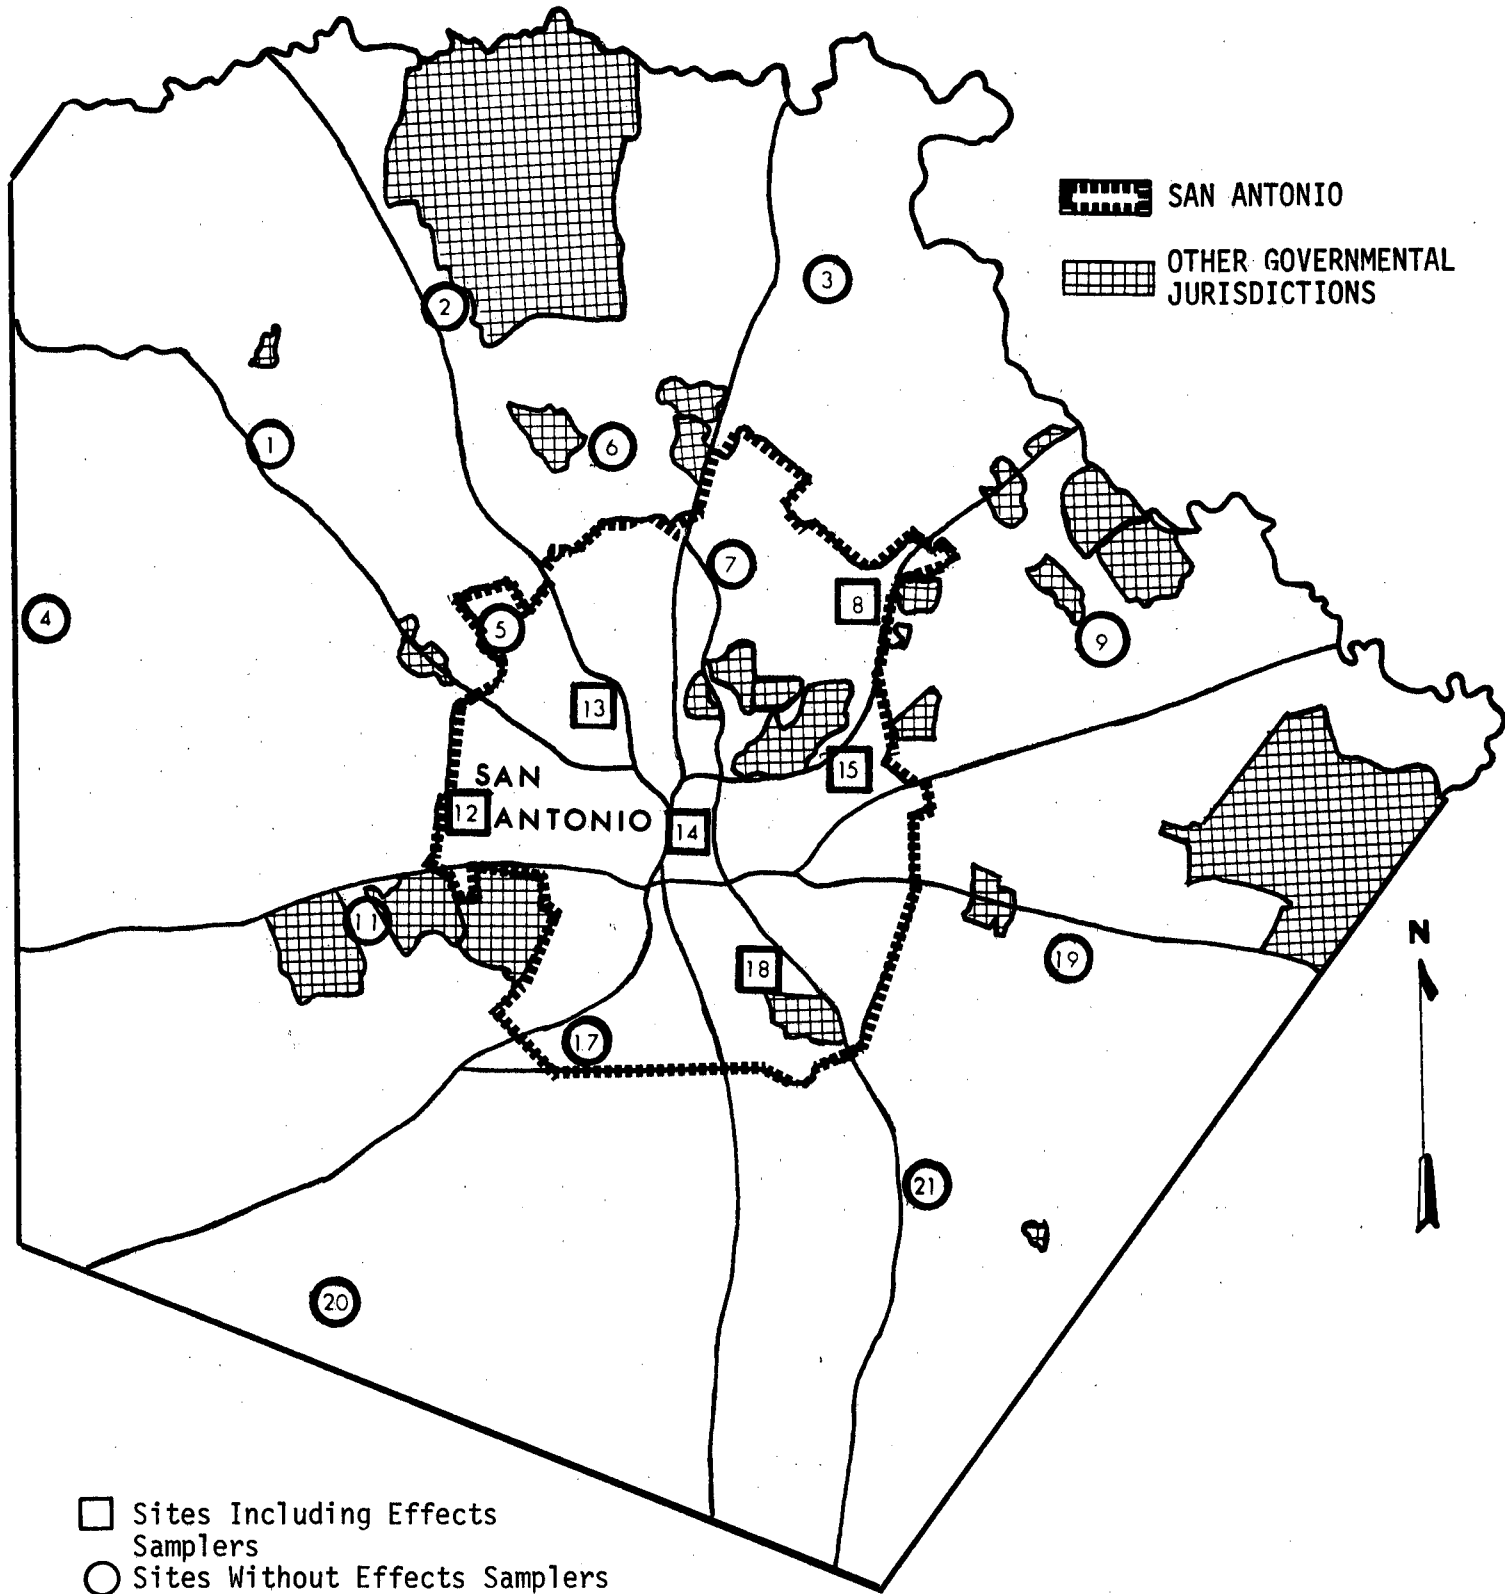 SAN ANTONIO
OTHER GOVERNMENTAL
JURISDICTIONS
3
2
1
6
7
4
5
8
9
13
SAN
ANTONIO
12
14
15
11
18
19
N
17
21
20
Sites Including Effects
Samplers
Sites Without Effects Samplers